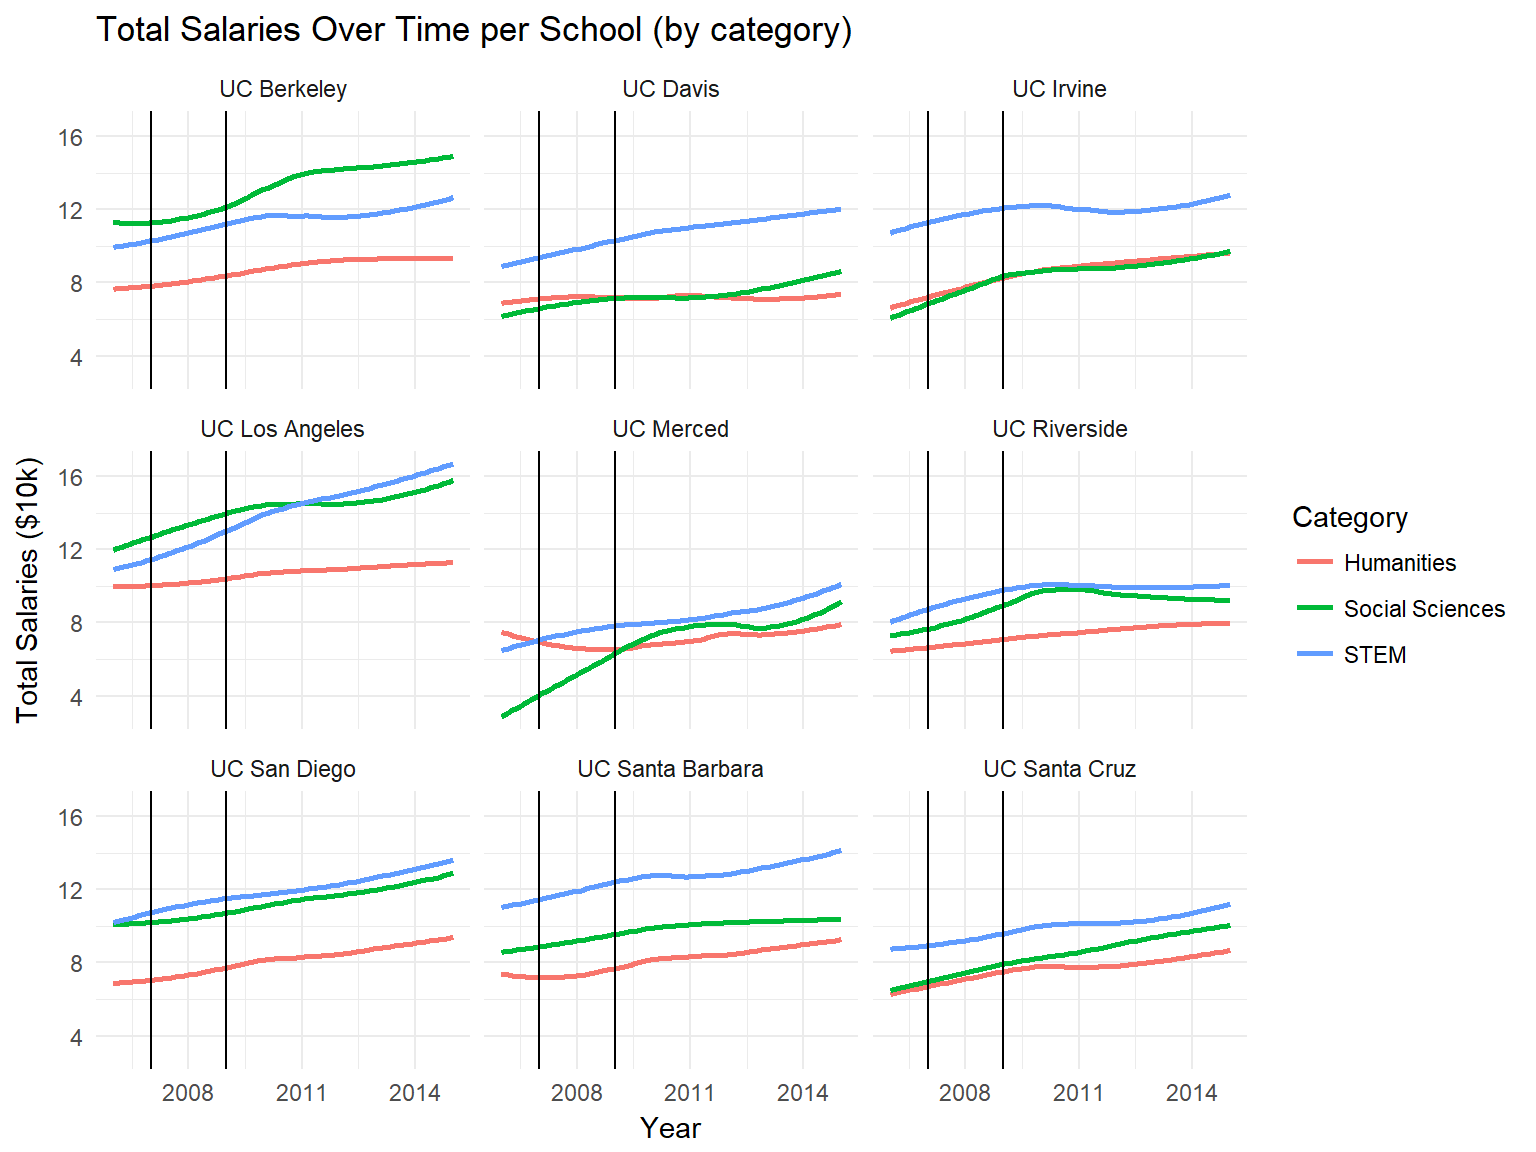 Total Salaries Over Time per School (by category)
UC Berkeley
UC Davis
UC Irvine
16
12
8
4
UC Los Angeles
UC Merced
UC Riverside
16
12
8
4
UC San Diego
UC Santa Barbara
UC Santa Cruz
16
12
8
4
2008
2011
2014
2008
2011
2014
2008
2011
2014
Year
Total Salaries ($10k)
Category
Humanities
Social Sciences
STEM